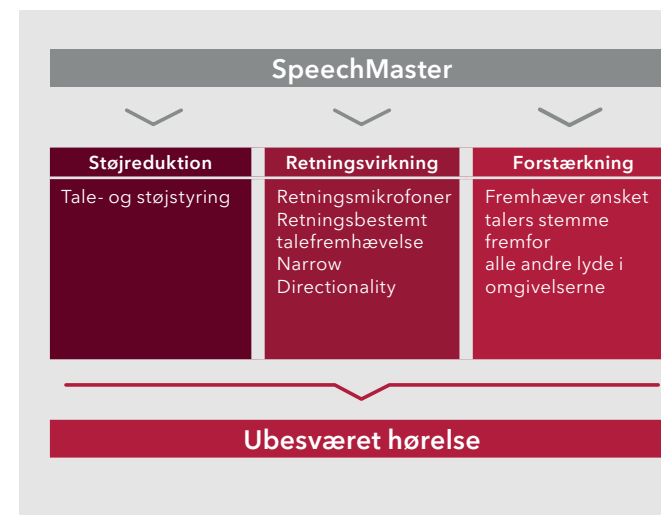 SpeechMaster
Støjreduktion
Tale- og støjstyring
Retningsvirkning
Retningsmikrofoner
Retningsbestemt
talefremhævelse
Narrow
Directionality
Forstærkning
Fremhæver ønsket
talers stemme
fremfor
alle andre lyde i
omgivelserne
Ubesværet hørelse